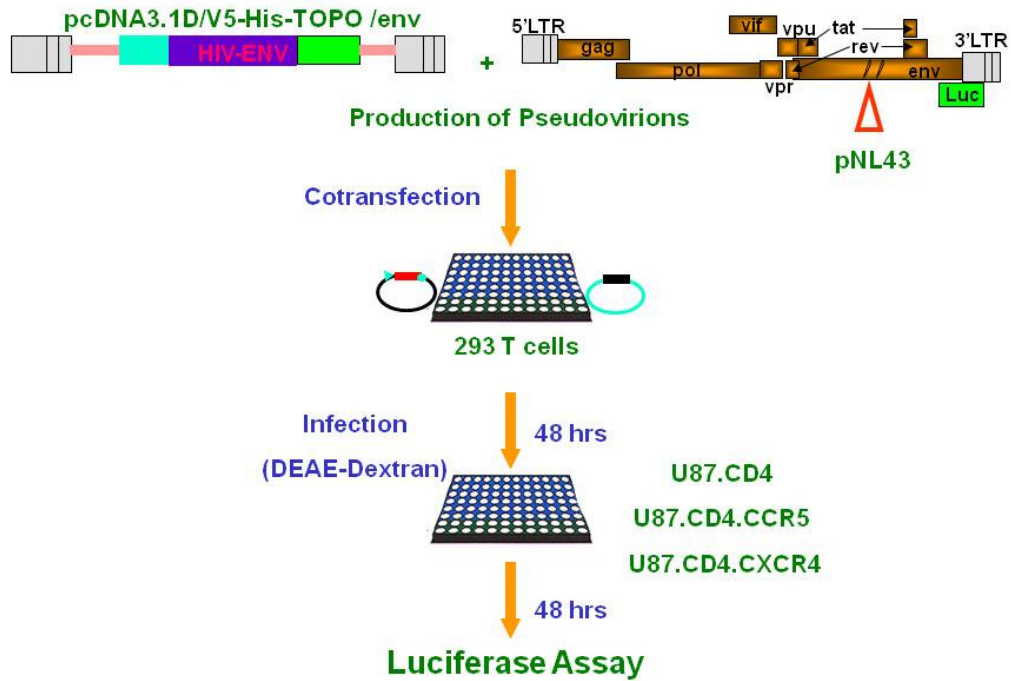 pcDNA3.1D/V5-His-TOPO /env
HIV-ENV
+
5'LTR
gag
pol
vif
vpu
tat
rev
vpr
env
3'LTR
Luc
pNL43
Production of Pseudovirions
Cotransfection
293 T cells
Infection
(DEAE-Dextran)
48 hrs
U87.CD4
U87.CD4.CCR5
U87.CD4.CXCR4
48 hrs
Luciferase Assay